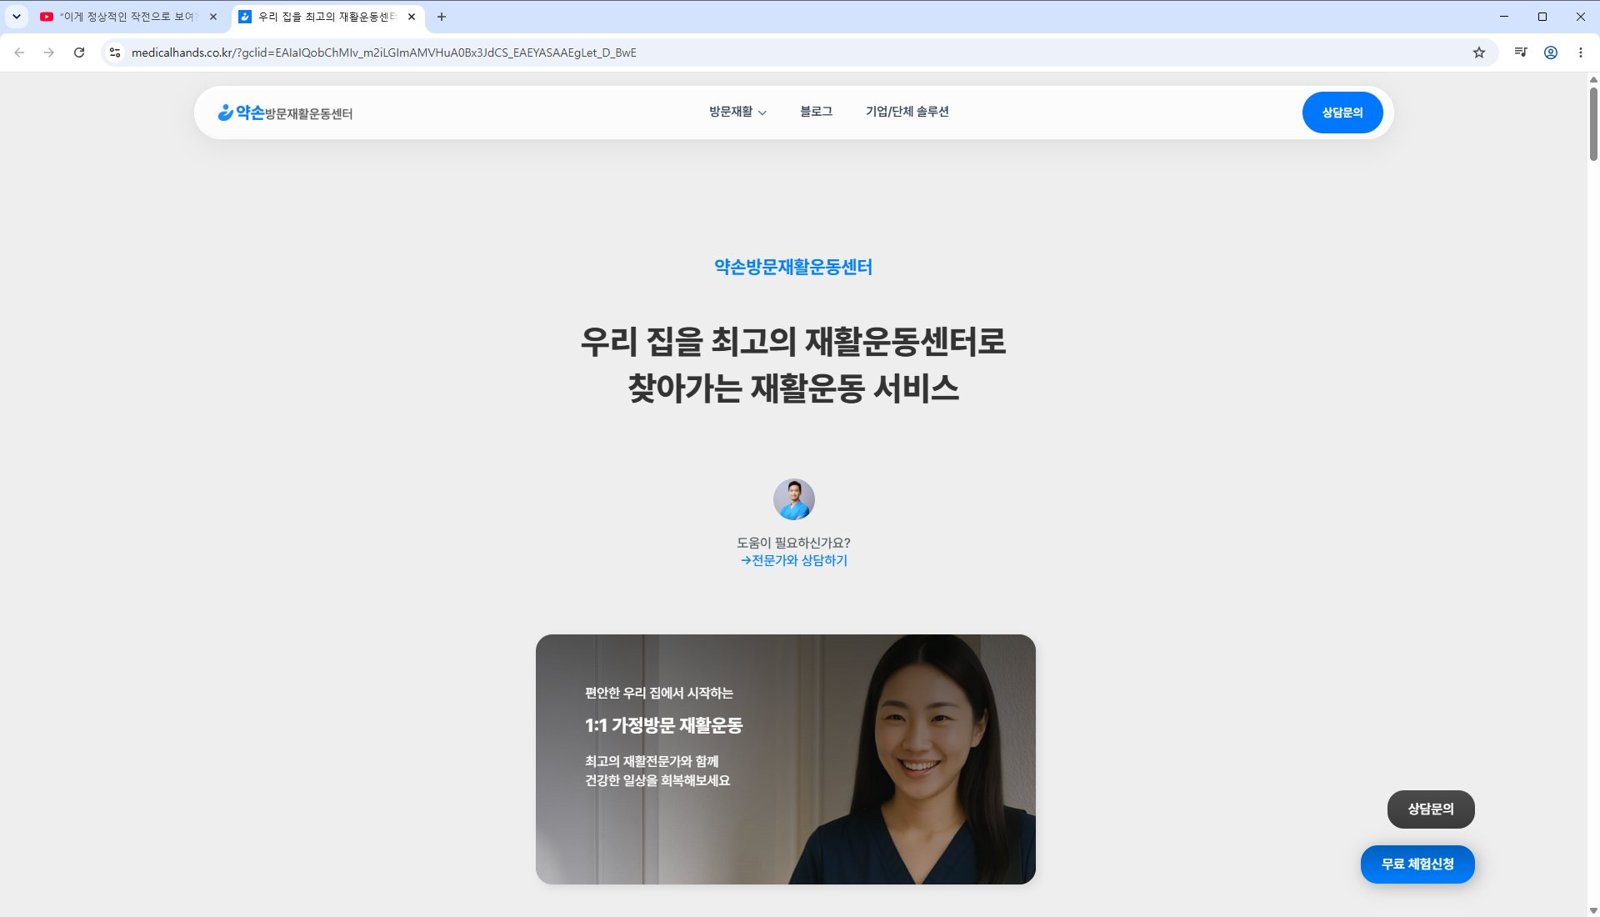 "이게 정상적인 작전으로 보여?
우리 집을 최고의 재활운동센터
medicalhands.co.kr/?gclid=EAIaIQobChMIv_m2iLGImAMVHuA0Bx3JdCS_EAEYASAAEgLet_D_BwE
약손방문재활운동센터
방문재활
블로그
기업/단체 솔루션
상담문의
약손방문재활운동센터
우리 집을 최고의 재활운동센터로
찾아가는 재활운동 서비스
도움이 필요하신가요?
→전문가와 상담하기
편안한 우리 집에서 시작하는
1:1 가정방문 재활운동
최고의 재활전문가와 함께
건강한 일상을 회복해보세요
상담문의
무료 체험신청